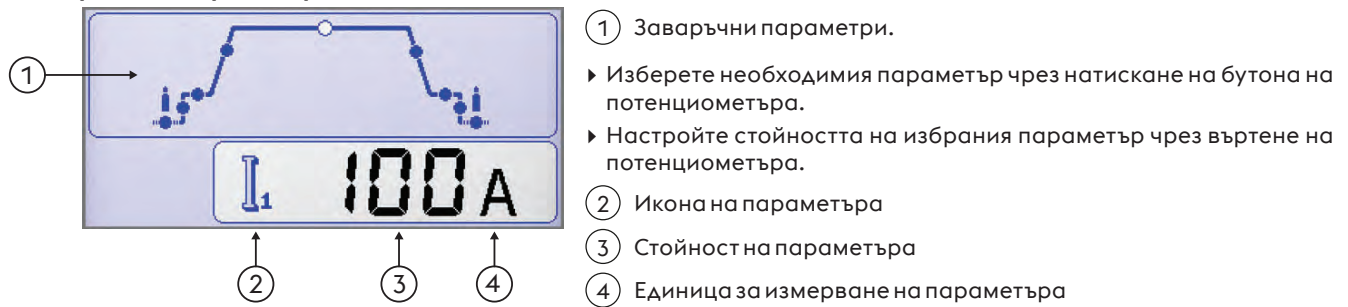 1 Заваръчни параметри.
▸ Изберете необходимия параметър чрез натискане на бутона на
потенциометъра.
▸ Настройте стойността на избрания параметър чрез въртене на
потенциометъра.
2 Икона на параметъра
3 Стойност на параметъра
4 Единица за измерване на параметъра
1
I1 100 A
2 3 4